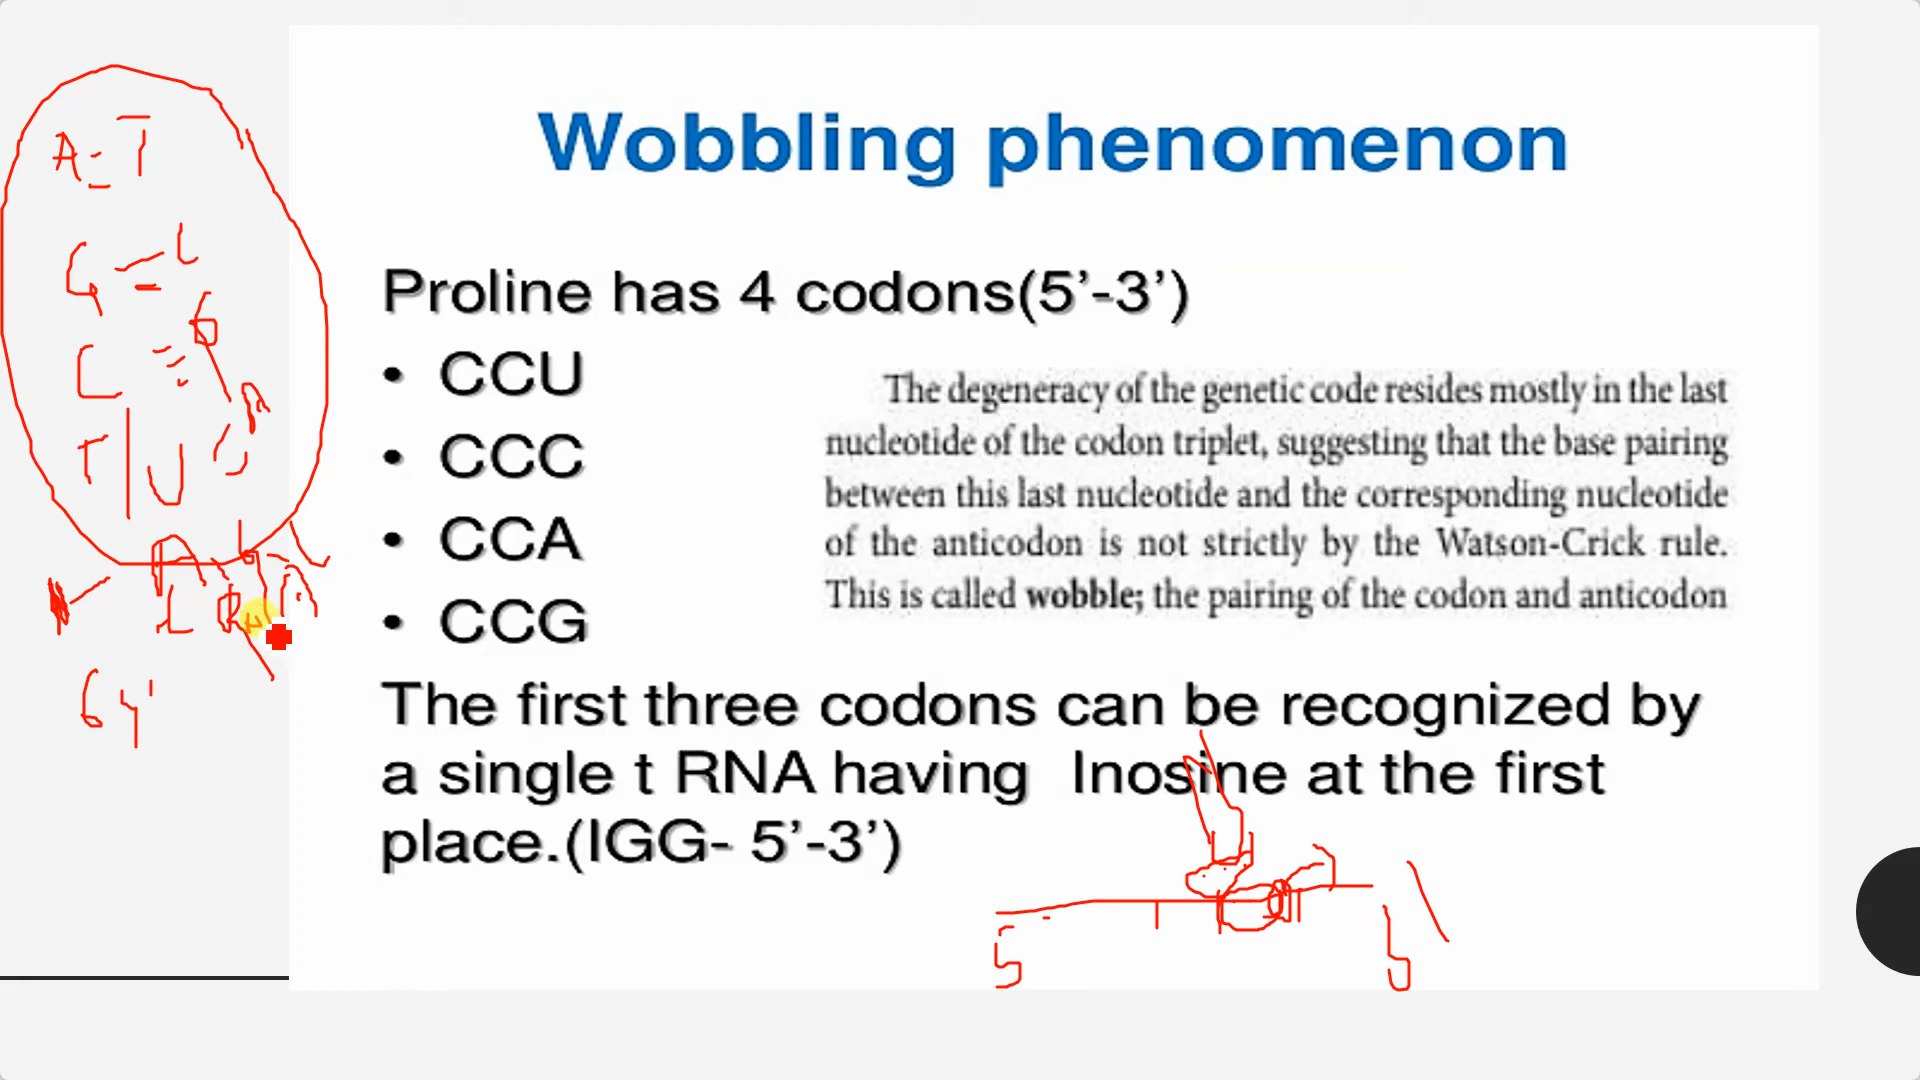 Wobbling phenomenon
Proline has 4 codons(5’-3’)
• CCU
• CCC
• CCA
• CCG
The degeneracy of the genetic code resides mostly in the last
nucleotide of the codon triplet, suggesting that the base pairing
between this last nucleotide and the corresponding nucleotide
of the anticodon is not strictly by the Watson-Crick rule.
This is called wobble; the pairing of the codon and anticodon
The first three codons can be recognized by
a single t RNA having Inosine at the first
place.(IGG- 5’-3’)
A = T
G
C
T U
5